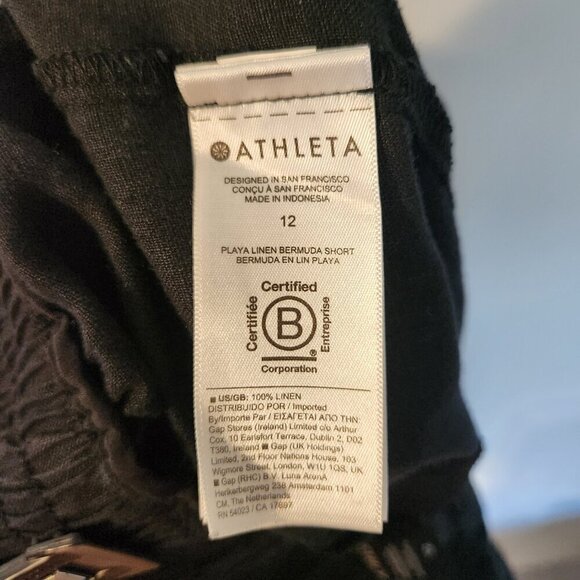 ATHLETA
DESIGNED IN SAN FRANCISCO
CONÇU À SAN FRANCISCO
MADE IN INDONESIA
12
PLAYA LINEN BERMUDA SHORT
BERMUDA EN LIN PLAYA
Certified
Certifiée
B
Entreprise
®
Corporation
US/GB: 100% LINEN
DISTRIBUIDO POR / Imported
By/Importe Par / ΕΙΣΑΓΕΤΑΙ ΑΠΟ ΤΗΝ
Gap Stores (Ireland) Limited c/o Arthur
Cox, 10 Earlsfort Terrace, Dublin 2, D02
T380, Ireland Gap (UK Holdings)
Limited, 2nd Floor Nations House, 103
Wigmore Street, London, W1U 1QS, UK
Gap (RHC) B.V. Luna ArenA
Herikerbergweg 238 Amsterdam 1101
CM, The Netherlands
RN 54023 / CA 17897